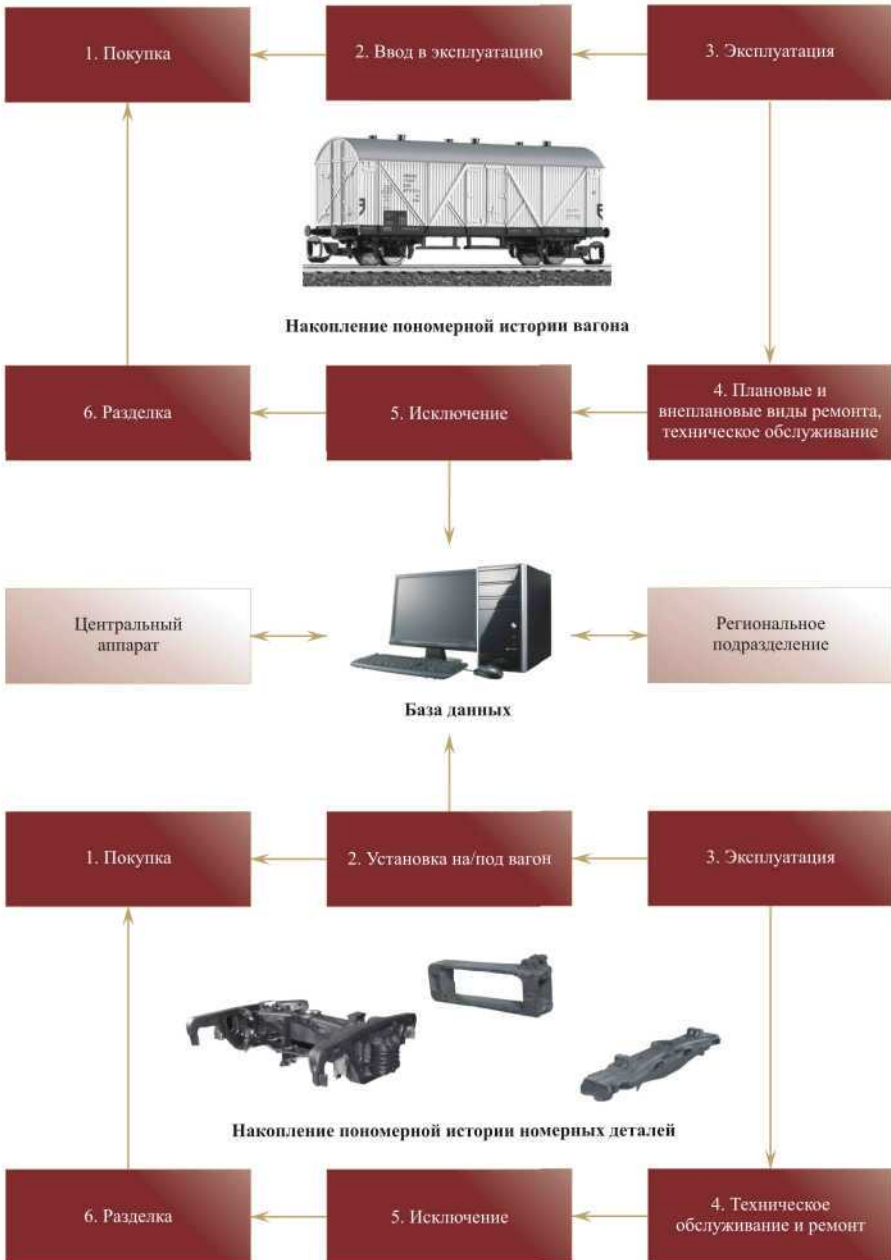 1. Покупка
2. Ввод в эксплуатацию
3. Эксплуатация
Накопление пономерной истории вагона
6. Разделка
5. Исключение
4. Плановые и
внеплановые виды ремонта,
техническое обслуживание
Центральный
аппарат
Региональное
подразделение
База данных
1. Покупка
2. Установка на/под вагон
3. Эксплуатация
Накопление пономерной истории номерных деталей
6. Разделка
5. Исключение
4. Техническое
обслуживание и ремонт